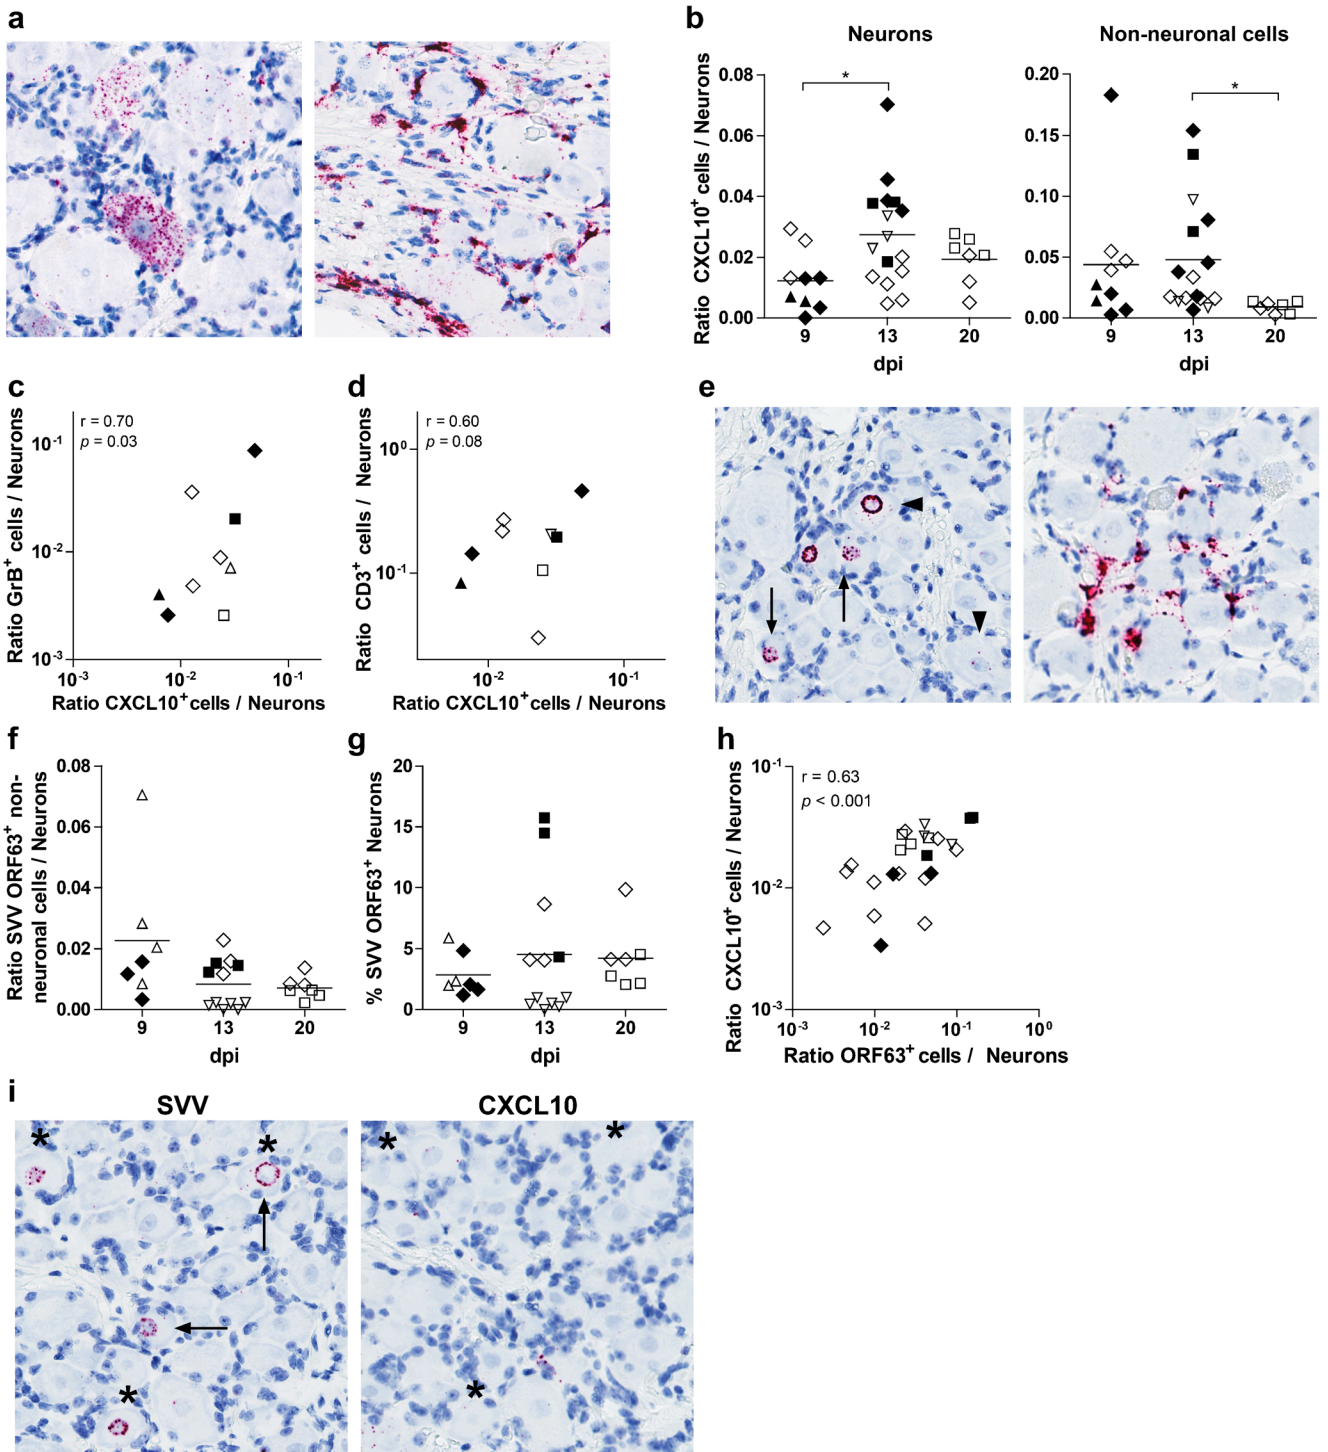 a
b
Neurons
Non-neuronal cells
Ratio CXCL10+ cells / Neurons
0.08
0.06
0.04
0.02
0.00
*
9
13
20
dpi
0.20
0.15
0.10
0.05
0.00
*
9
13
20
dpi
c
Ratio GrB+ cells / Neurons
r = 0.70
p = 0.03
10-1
10-2
10-3
10-3
10-2
10-1
Ratio CXCL10+cells / Neurons
d
Ratio CD3+ cells / Neurons
r = 0.60
p = 0.08
100
10-1
10-2
10-1
Ratio CXCL10+cells / Neurons
e
f
Ratio SVV ORF63+ non-
neuronal cells / Neurons
0.08
0.06
0.04
0.02
0.00
9
13
20
dpi
g
% SVV ORF63+ Neurons
20
15
10
5
0
9
13
20
dpi
h
Ratio CXCL10+ cells / Neurons
r = 0.63
p < 0.001
10-1
10-2
10-3
10-3
10-2
10-1
100
Ratio ORF63+ cells / Neurons
i
SVV
CXCL10
*
*
*
*
*
*